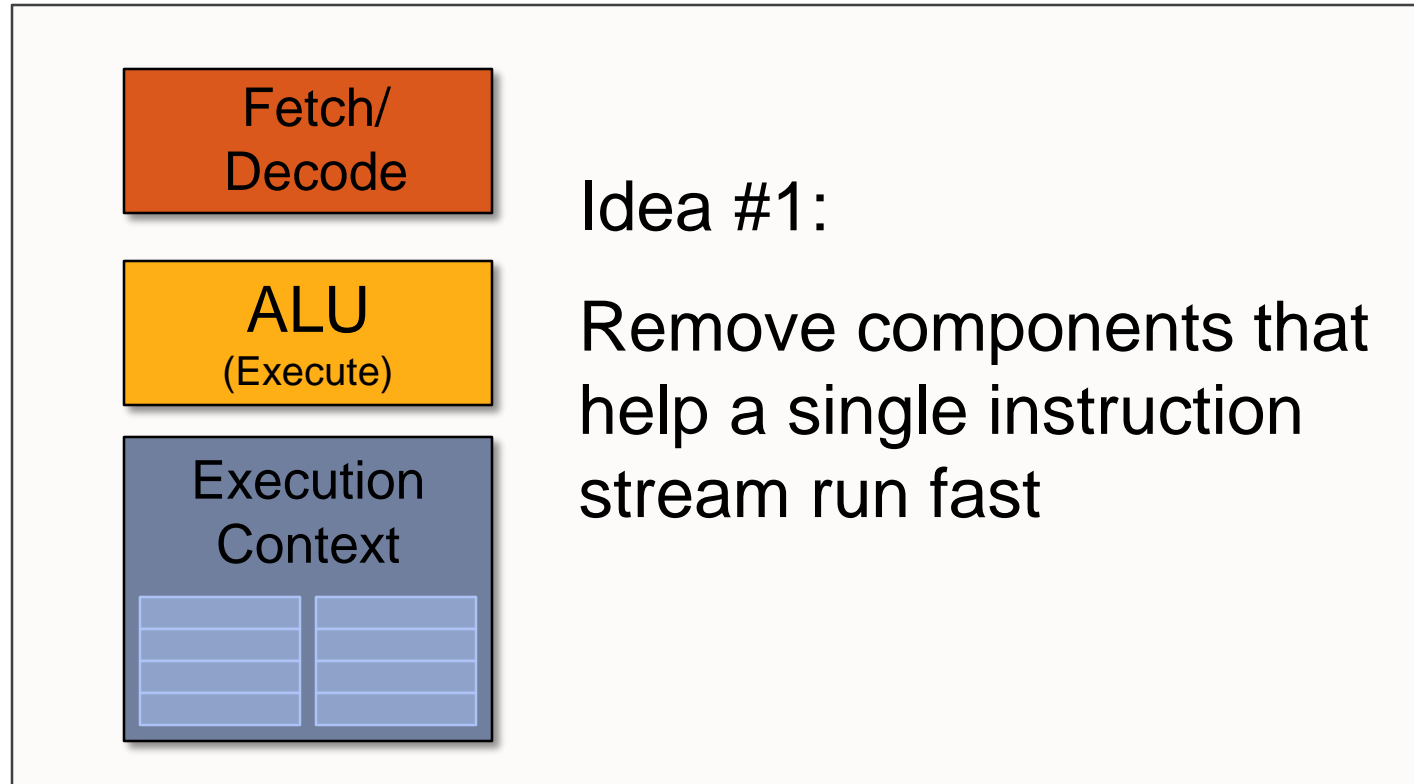 Fetch/
Decode
ALU
(Execute)
Execution
Context
Idea #1:
Remove components that
help a single instruction
stream run fast